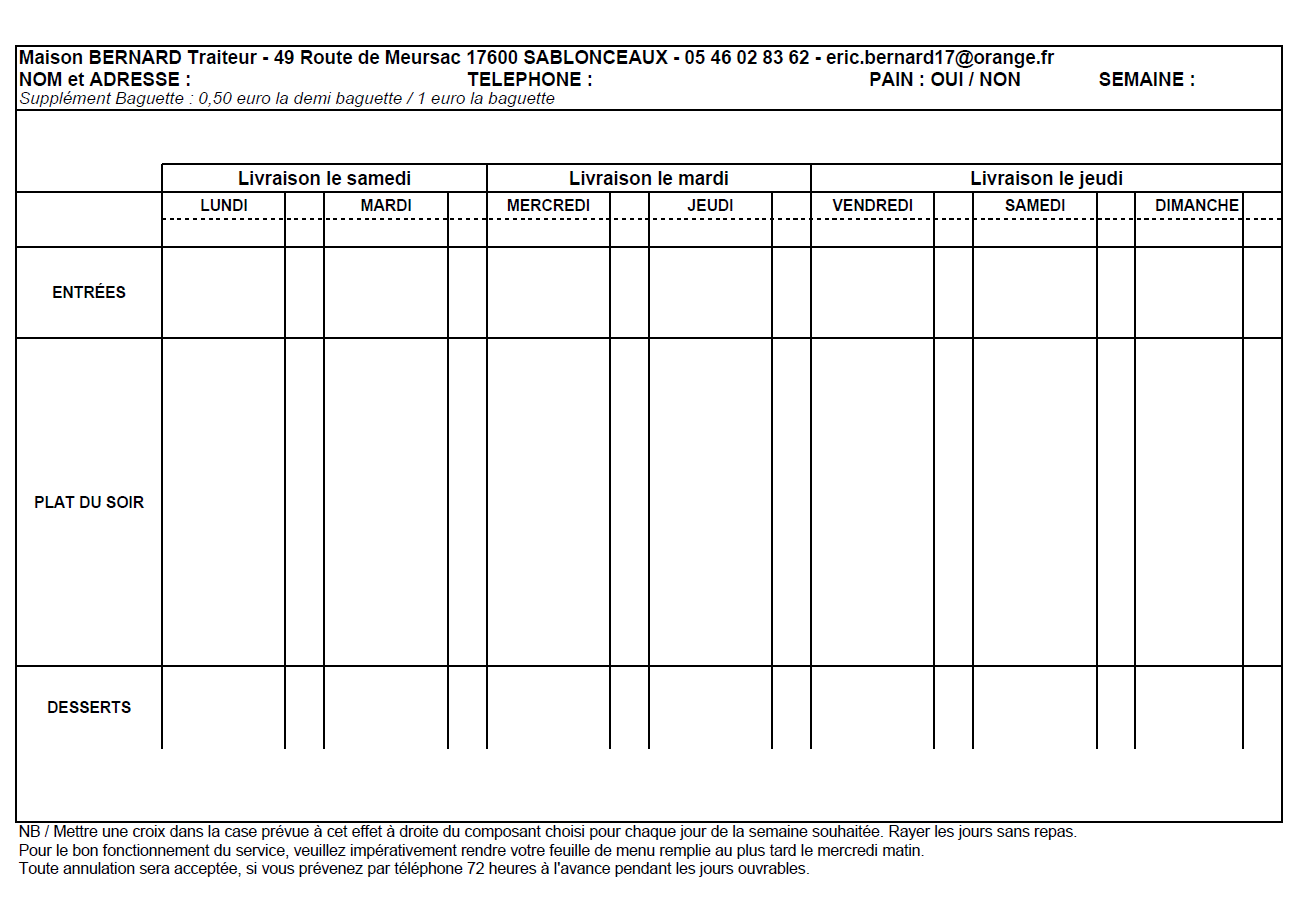 Maison BERNARD Traiteur - 49 Route de Meursac 17600 SABLONCEAUX - 05 46 02 83 62 - eric.bernard17@orange.fr
NOM et ADRESSE : TELEPHONE : PAIN : OUI / NON SEMAINE :
Supplément Baguette : 0,50 euro la demi baguette / 1 euro la baguette
Livraison le samedi Livraison le mardi Livraison le jeudi
LUNDI MARDI MERCREDI JEUDI VENDREDI SAMEDI DIMANCHE
ENTRÉES
PLAT DU SOIR
DESSERTS
NB / Mettre une croix dans la case prévue à cet effet à droite du composant choisi pour chaque jour de la semaine souhaitée. Rayer les jours sans repas.
Pour le bon fonctionnement du service, veuillez impérativement rendre votre feuille de menu remplie au plus tard le mercredi matin.
Toute annulation sera acceptée, si vous prévenez par téléphone 72 heures à l'avance pendant les jours ouvrables.